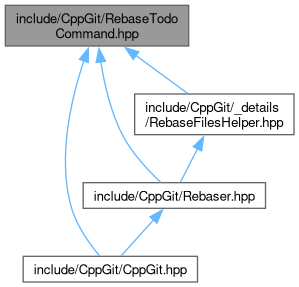 include/CppGit/RebaseTodo
Command.hpp
include/CppGit/_details
/RebaseFilesHelper.hpp
include/CppGit/Rebaser.hpp
include/CppGit/CppGit.hpp